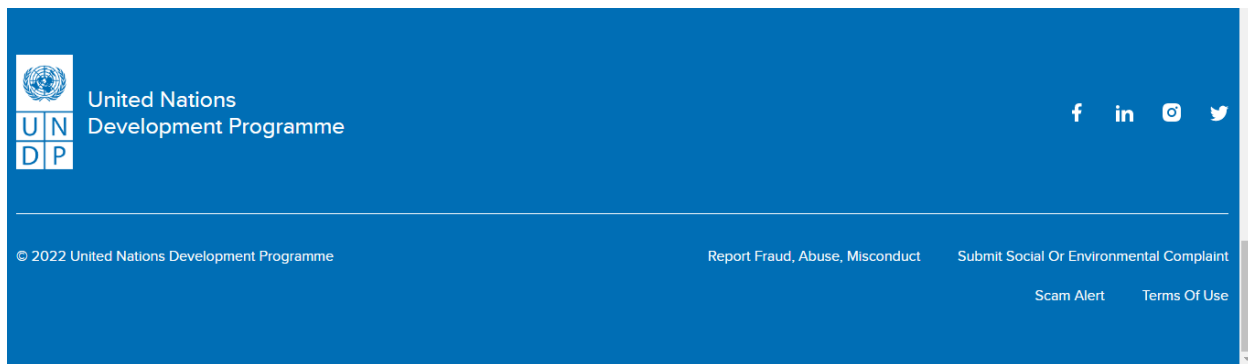 U N
D P
United Nations
Development Programme
f in
© 2022 United Nations Development Programme
Report Fraud, Abuse, Misconduct Submit Social Or Environmental Complaint
Scam Alert Terms Of Use